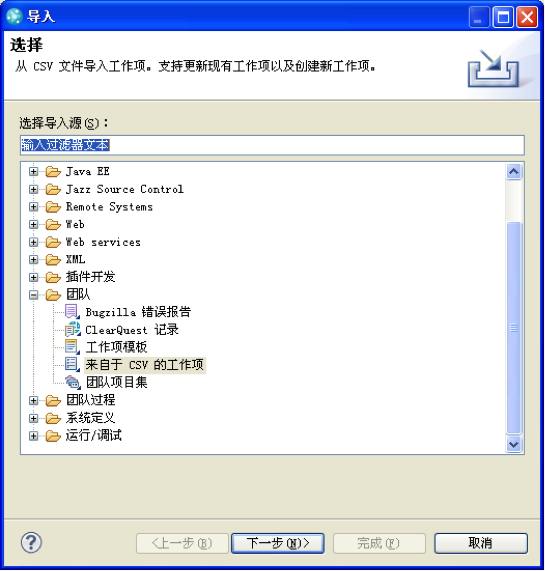 导入
选择
从 CSV 文件导入工作项。支持更新现有工作项以及创建新工作项。
选择导入源(S)：
输入过滤器文本
Java EE
Jazz Source Control
Remote Systems
Web
Web services
XML
插件开发
团队
Bugzilla 错误报告
ClearQuest 记录
工作项模板
来自于 CSV 的工作项
团队项目集
团队过程
系统定义
运行/调试
<上一步(B) 下一步(N)> 完成(F) 取消